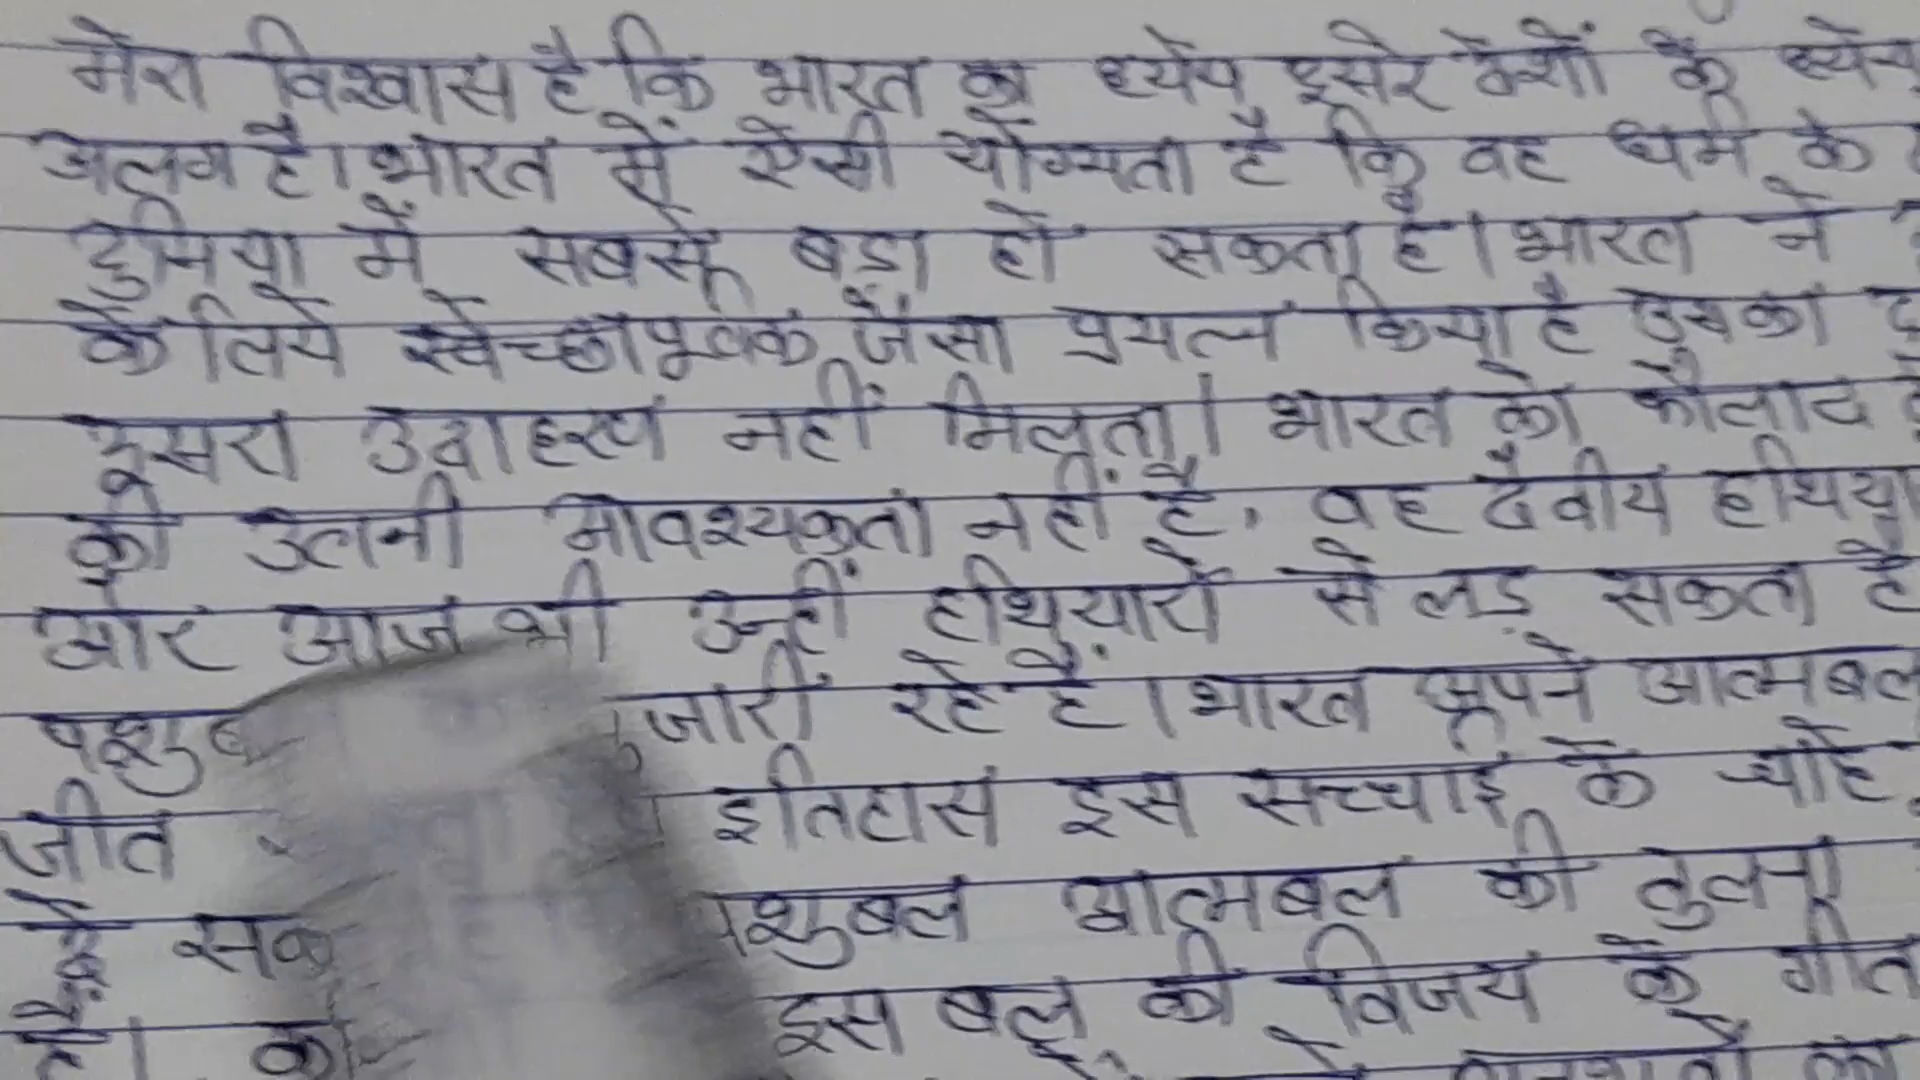 मेरा विश्वास है कि भारत का ध्येय दूसरे देशों के ध्येय
अलग है। भारत में ऐसी योग्यता है कि वह धर्म के
दुनिया में सबसे बड़ा हो सकता है। भारत ने
के लिये स्वेच्छापूर्वक जैसा प्रयत्न किया है उसका
दूसरा उदाहरण नहीं मिलता। भारत को फौलाद
की उतनी आवश्यकता नहीं है, वह दैवीय हथिया
और आज भी उन्हीं हथियारों से लड़ सकता है
पशुब जारी रहे हैं। भारत अपने आत्मबल
जीत इतिहास इस सच्चाई के चाहे
सक पशुबल आत्मबल की तुलना
इस बल की विजय के गीत